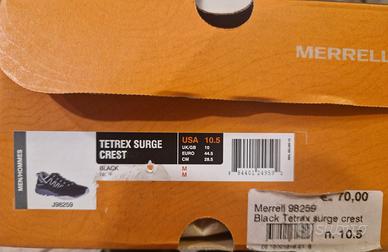 MERRELL
MEN/HOMMES
J98259
TETREX SURGE
CREST
BLACK
USA 10.5
UK/GB 10
EURO 44.5
CM 28.5
M
M
70,00
Merrell 98259
Black Tetrax surge crest
n. 10.5